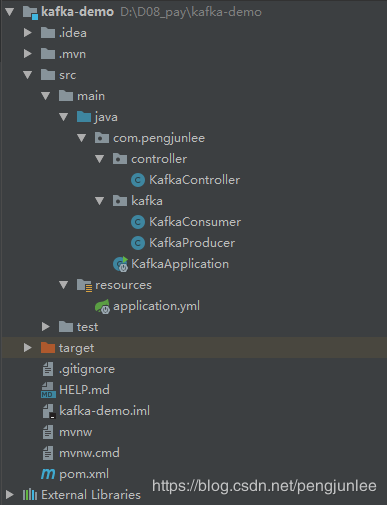 kafka-demo D:\D08_pay\kafka-demo
.idea
.mvn
src
main
java
com.pengjunlee
controller
KafkaController
kafka
KafkaConsumer
KafkaProducer
KafkaApplication
resources
application.yml
test
target
.gitignore
HELP.md
kafka-demo.iml
mvnw
mvnw.cmd
pom.xml
https://blog.csdn.net/pengjunlee
External Libraries